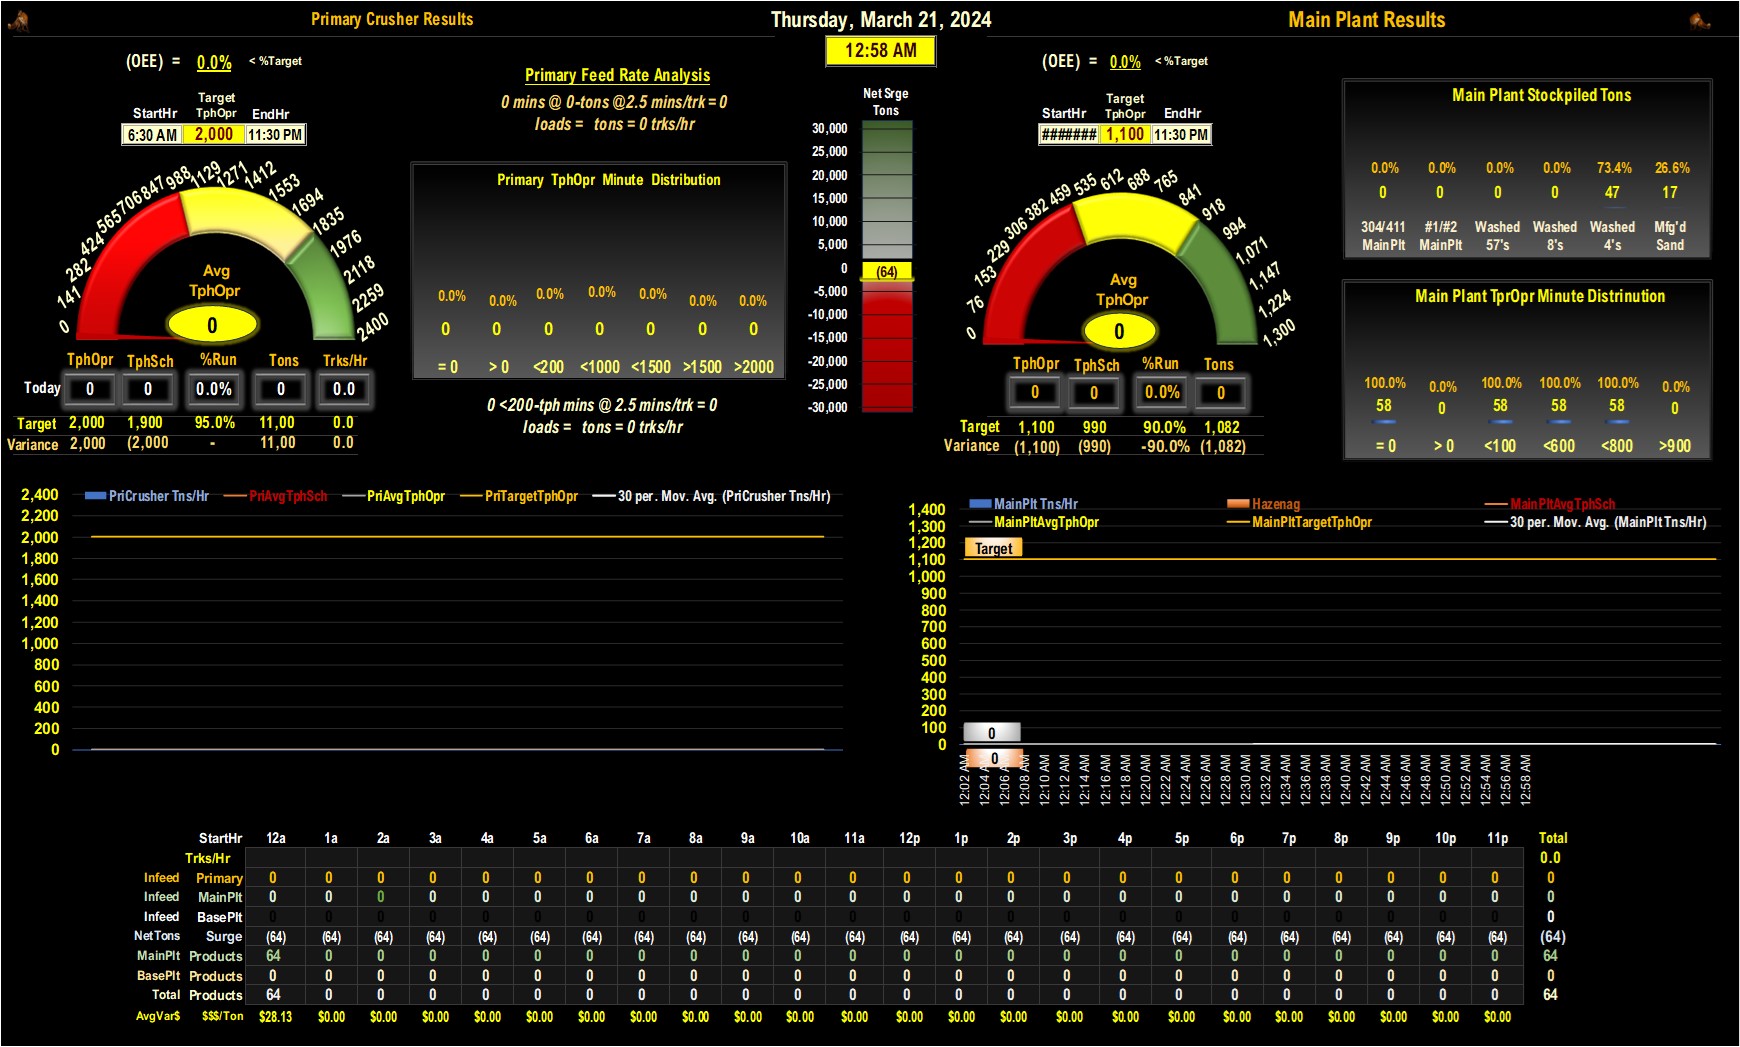 Primary Crusher Results
Thursday, March 21, 2024
Main Plant Results
12:58 AM
(OEE) = 0.0% < %Target
StartHr Target TphOpr EndHr
6:30 AM 2,000 11:30 PM
0 141 282 424 565 706 847 988 1129 1271 1412 1553 1694 1835 1976 2118 2259 2400
Avg
TphOpr
0
TphOpr TphSch %Run Tons Trks/Hr
Today 0 0 0.0% 0 0.0
Target 2,000 1,900 95.0% 11,00 0.0
Variance 2,000 (2,000 - 11,00 0.0
Primary Feed Rate Analysis
0 mins @ 0-tons @2.5 mins/trk = 0
loads = tons = 0 trks/hr
Primary TphOpr Minute Distribution
0.0% 0.0% 0.0% 0.0% 0.0% 0.0% 0.0%
0 0 0 0 0 0 0
= 0 > 0 <200 <1000 <1500 >1500 >2000
0 <200-tph mins @ 2.5 mins/trk = 0
loads = tons = 0 trks/hr
Net Srge
Tons
30,000
25,000
20,000
15,000
10,000
5,000
0
(64)
-5,000
-10,000
-15,000
-20,000
-25,000
-30,000
(OEE) = 0.0% < %Target
StartHr Target TphOpr EndHr
####### 1,100 11:30 PM
0 76 153 229 306 382 459 535 612 688 765 841 918 994 1,071 1,147 1,224 1,300
Avg
TphOpr
0
TphOpr TphSch %Run Tons
0 0 0.0% 0
Target 1,100 990 90.0% 1,082
Variance (1,100) (990) -90.0% (1,082)
Main Plant Stockpiled Tons
0.0% 0.0% 0.0% 0.0% 73.4% 26.6%
0 0 0 0 47 17
304/411 #1/#2 Washed Washed Washed Mfg'd
MainPlt MainPlt 57's 8's 4's Sand
Main Plant TprOpr Minute Distrinution
100.0% 0.0% 100.0% 100.0% 100.0% 0.0%
58 0 58 58 58 0
= 0 > 0 <100 <600 <800 >900
PriCrusher Tns/Hr PriAvgTphSch PriAvgTphOpr PriTargetTphOpr 30 per. Mov. Avg. (PriCrusher Tns/Hr)
2,400
2,200
2,000
1,800
1,600
1,400
1,200
1,000
800
600
400
200
0
MainPlt Tns/Hr Hazenag MainPltAvgTphSch
MainPltAvgTphOpr MainPltTargetTphOpr 30 per. Mov. Avg. (MainPlt Tns/Hr)
1,400
1,300
1,200
Target
1,100
1,000
900
800
700
600
500
400
300
200
100
0
0
0
12:02 AM 12:04 AM 12:06 AM 12:08 AM 12:10 AM 12:12 AM 12:14 AM 12:16 AM 12:18 AM 12:20 AM 12:22 AM 12:24 AM 12:26 AM 12:28 AM 12:30 AM 12:32 AM 12:34 AM 12:36 AM 12:38 AM 12:40 AM 12:42 AM 12:44 AM 12:46 AM 12:48 AM 12:50 AM 12:52 AM 12:54 AM 12:56 AM 12:58 AM
StartHr 12a 1a 2a 3a 4a 5a 6a 7a 8a 9a 10a 11a 12p 1p 2p 3p 4p 5p 6p 7p 8p 9p 10p 11p Total
Trks/Hr 0.0
Infeed Primary 0 0 0 0 0 0 0 0 0 0 0 0 0 0 0 0 0 0 0 0 0 0 0 0 0
Infeed MainPlt 0 0 0 0 0 0 0 0 0 0 0 0 0 0 0 0 0 0 0 0 0 0 0 0 0
Infeed BasePlt 0 0 0 0 0 0 0 0 0 0 0 0 0 0 0 0 0 0 0 0 0 0 0 0 0
NetTons Surge (64) (64) (64) (64) (64) (64) (64) (64) (64) (64) (64) (64) (64) (64) (64) (64) (64) (64) (64) (64) (64) (64) (64) (64) (64)
MainPlt Products 64 0 0 0 0 0 0 0 0 0 0 0 0 0 0 0 0 0 0 0 0 0 0 0 64
BasePlt Products 0 0 0 0 0 0 0 0 0 0 0 0 0 0 0 0 0 0 0 0 0 0 0 0 0
Total Products 64 0 0 0 0 0 0 0 0 0 0 0 0 0 0 0 0 0 0 0 0 0 0 0 64
AvgVar$ $$$/Ton $28.13 $0.00 $0.00 $0.00 $0.00 $0.00 $0.00 $0.00 $0.00 $0.00 $0.00 $0.00 $0.00 $0.00 $0.00 $0.00 $0.00 $0.00 $0.00 $0.00 $0.00 $0.00 $0.00 $0.00